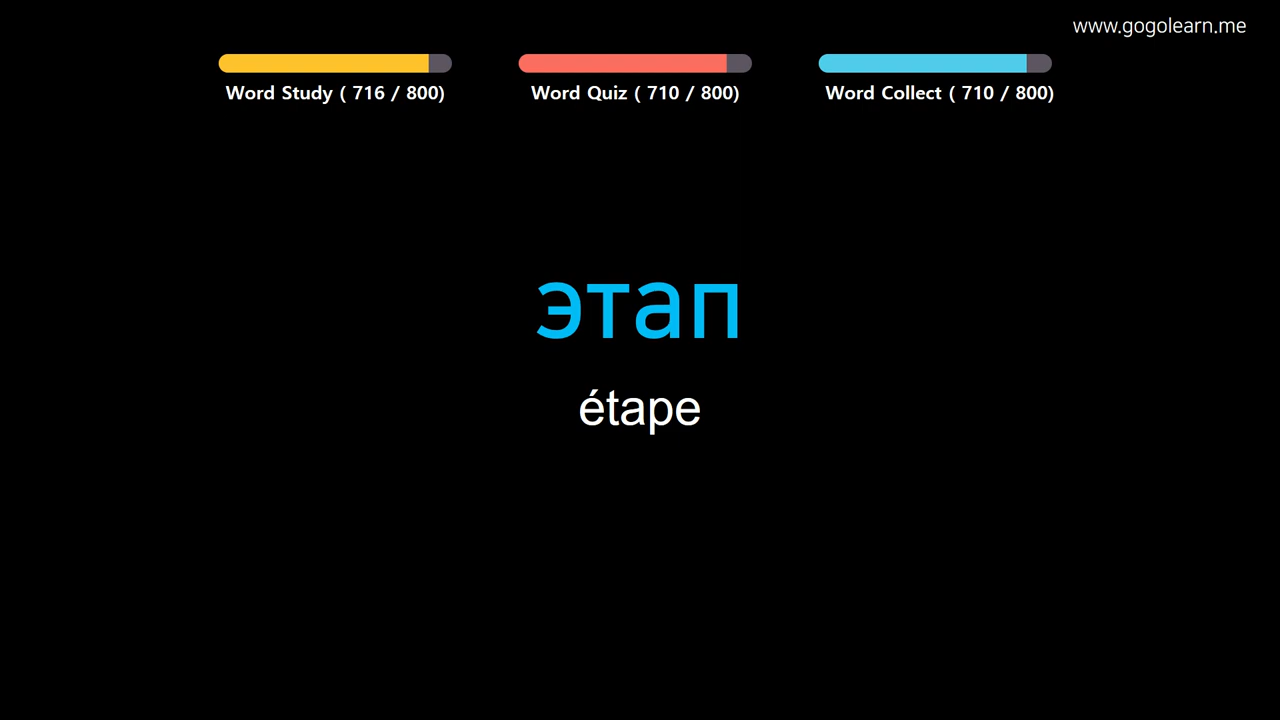 www.gogolearn.me
Word Study ( 716 / 800)
Word Quiz ( 710 / 800)
Word Collect ( 710 / 800)
этап
étape